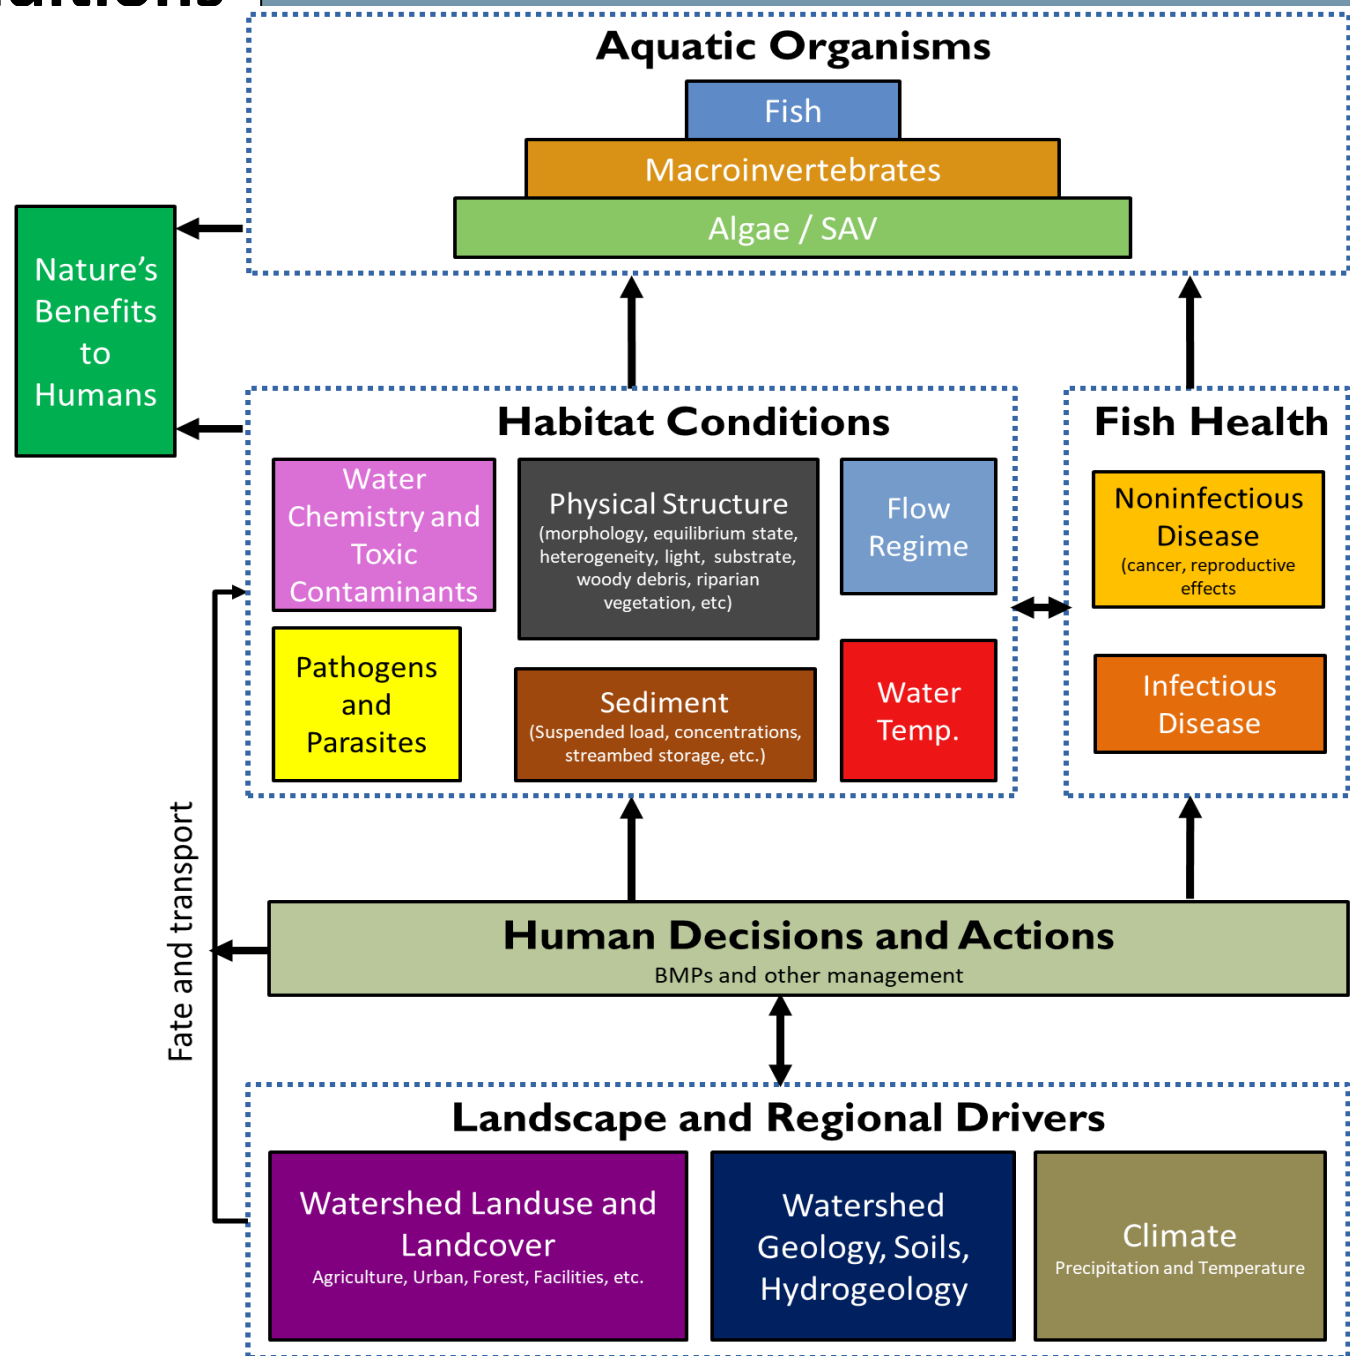 Aquatic Organisms
Fish
Macroinvertebrates
Algae / SAV
Nature's
Benefits
to
Humans
Habitat Conditions
Water
Chemistry and
Toxic
Contaminants
Physical Structure
(morphology, equilibrium state,
heterogeneity, light, substrate,
woody debris, riparian
vegetation, etc)
Flow
Regime
Pathogens
and
Parasites
Sediment
(Suspended load, concentrations,
streambed storage, etc.)
Water
Temp.
Fish Health
Noninfectious
Disease
(cancer, reproductive
effects
Infectious
Disease
Fate and transport
Human Decisions and Actions
BMPs and other management
Landscape and Regional Drivers
Watershed Landuse and
Landcover
Agriculture, Urban, Forest, Facilities, etc.
Watershed
Geology, Soils,
Hydrogeology
Climate
Precipitation and Temperature